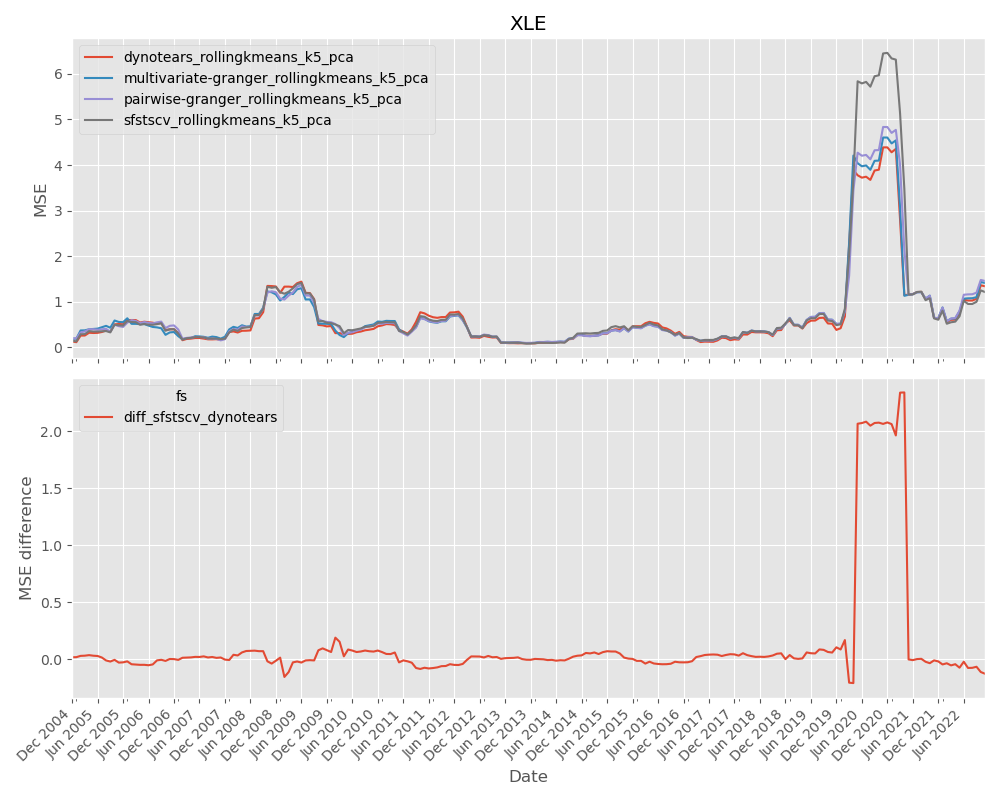 XLE
dynotears_rollingkmeans_k5_pca
multivariate-granger_rollingkmeans_k5_pca
pairwise-granger_rollingkmeans_k5_pca
sfstscv_rollingkmeans_k5_pca
6
5
4
3
2
1
0
MSE
fs
diff_sfstscv_dynotears
2.0
1.5
1.0
0.5
0.0
MSE difference
Dec 2004
Jun 2005
Dec 2005
Jun 2006
Dec 2006
Jun 2007
Dec 2007
Jun 2008
Dec 2008
Jun 2009
Dec 2009
Jun 2010
Dec 2010
Jun 2011
Dec 2011
Jun 2012
Dec 2012
Jun 2013
Dec 2013
Jun 2014
Dec 2014
Jun 2015
Dec 2015
Jun 2016
Dec 2016
Jun 2017
Dec 2017
Jun 2018
Dec 2018
Jun 2019
Dec 2019
Jun 2020
Dec 2020
Jun 2021
Dec 2021
Jun 2022
Date